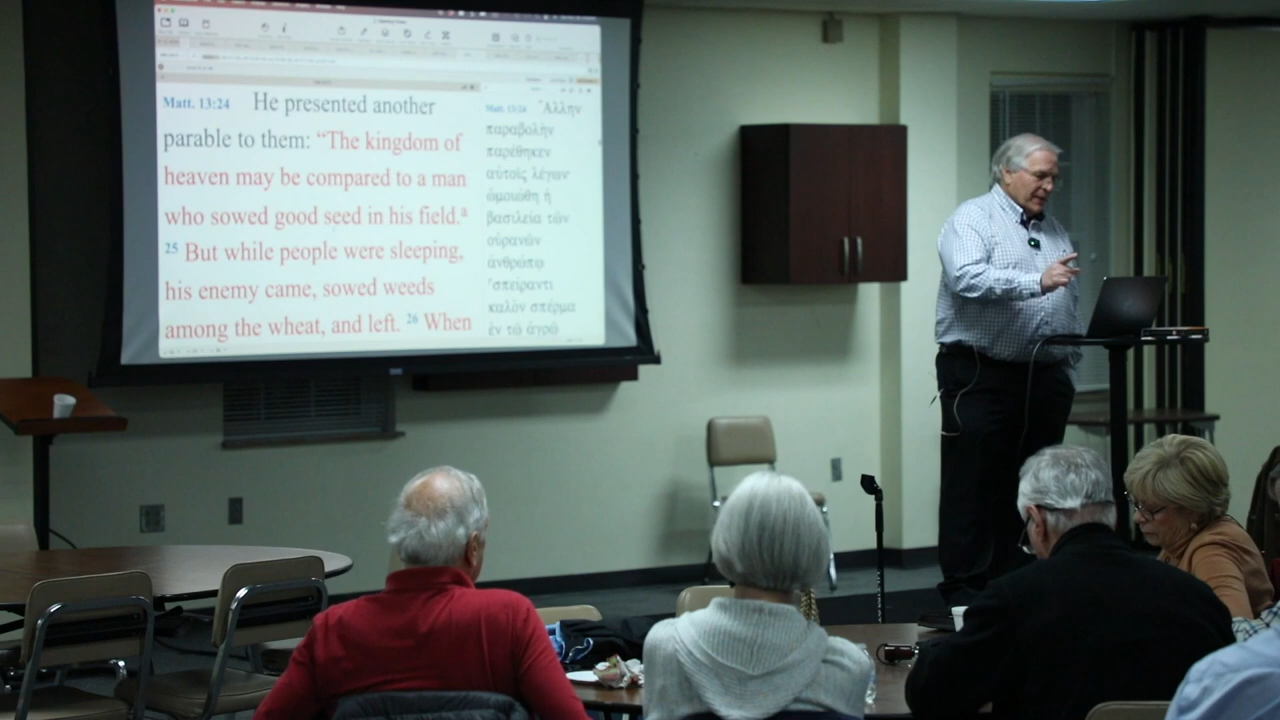 Matt. 13:24 He presented another
parable to them: “The kingdom of
heaven may be compared to a man
who sowed good seed in his field.ª
25 But while people were sleeping,
his enemy came, sowed weeds
among the wheat, and left. 26 When
Matt. 13:24 Ἄλλην
παραβολὴν
παρέθηκεν
αὐτοῖς λέγων·
ὡμοιώθη ἡ
βασιλεία τῶν
οὐρανῶν
ἀνθρώπῳ
⸀σπείραντι
καλὸν σπέρμα
ἐν τῷ ἀγρῷ